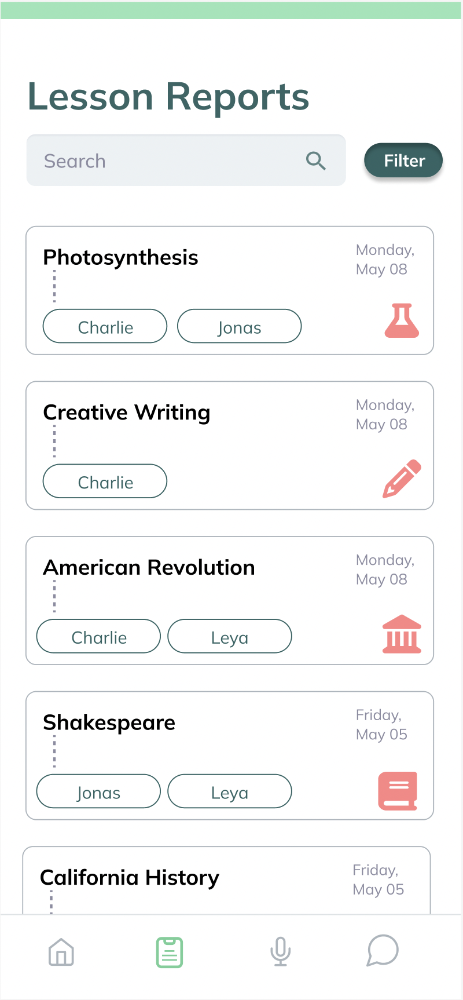 Lesson Reports
Search
Filter
Photosynthesis
Monday,
May 08
Charlie
Jonas
Creative Writing
Monday,
May 08
Charlie
American Revolution
Monday,
May 08
Charlie
Leya
Shakespeare
Friday,
May 05
Jonas
Leya
California History
Friday,
May 05